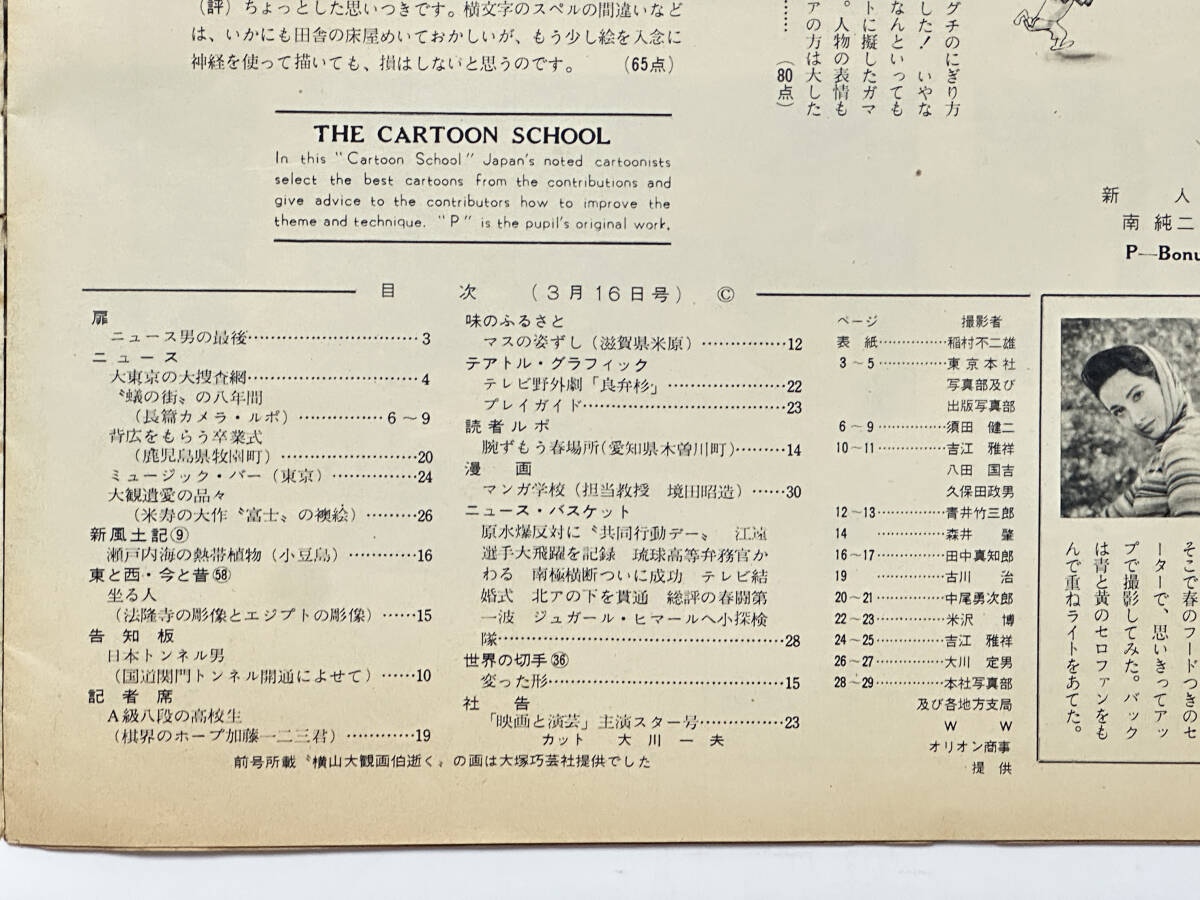 （評）ちょっとした思いつきです。横文字のスペルの間違いなど
は、いかにも田舎の床屋めいておかしいが、もう少し絵を入念に
神経を使って描いても、損はしないと思うのです。　（65点）
グチのにぎり方
した！　いやな
なんといっても
トに擬したガマ
。人物の表情も
アの方は大した
……（80点）
THE CARTOON SCHOOL
In this "Cartoon School" Japan's noted cartoonists
select the best cartoons from the contributions and
give advice to the contributors how to improve the
theme and technique. "P" is the pupil's original work.
新　人
南　純二
P—Bonu
目　次　（3月16日号）　©
扉
ニュース男の最後……3
ニュース
大東京の大捜査網……4
〝蟻の街〟の八年間
（長篇カメラ・ルポ）……6～9
背広をもらう卒業式
（鹿児島県牧園町）……20
ミュージック・バー（東京）……24
大観遺愛の品々
（米寿の大作〝富士〟の襖絵）……26
新風土記⑨
瀬戸内海の熱帯植物（小豆島）……16
東と西・今と昔㊽
坐る人
（法隆寺の彫像とエジプトの彫像）……15
告知板
日本トンネル男
（国道関門トンネル開通によせて）……10
記者席
A級八段の高校生
（棋界のホープ加藤一二三君）……19
味のふるさと
マスの姿ずし（滋賀県米原）……12
テアトル・グラフィック
テレビ野外劇「良弁杉」……22
プレイガイド……23
読者ルポ
腕ずもう春場所（愛知県木曽川町）……14
漫　画
マンガ学校（担当教授　境田昭造）……30
ニュース・バスケット
原水爆反対に〝共同行動デー〟　江遠
選手大飛躍を記録　琉球高等弁務官か
わる　南極横断ついに成功　テレビ結
婚式　北アの下を貫通　総評の春闘第
一波　ジュガール・ヒマールへ小探検
隊……28
世界の切手㊱
変った形……15
社　告
「映画と演芸」主演スター号……23
カット　大川一夫
ページ　撮影者
表　紙……稲村不二雄
3～5……東京本社
写真部及び
出版写真部
6～9……須田　健二
10～11……吉江　雅祥
八田　国吉
久保田政男
12～13……青井竹三郎
14……森井　肇
16～17……田中真知郎
19……古川　治
20～21……中尾勇次郎
22～23……米沢　博
24～25……吉江　雅祥
26～27……大川　定男
28～29……本社写真部
及び各地方支局
W　W
オリオン商事
提　供
前号所載〝横山大観画伯逝く〟の画は大塚巧芸社提供でした
そこで春のフードつきのセ
ーターで、思いきってアッ
プで撮影してみた。バック
は青と黄のセロファンをも
んで重ねライトをあてた。